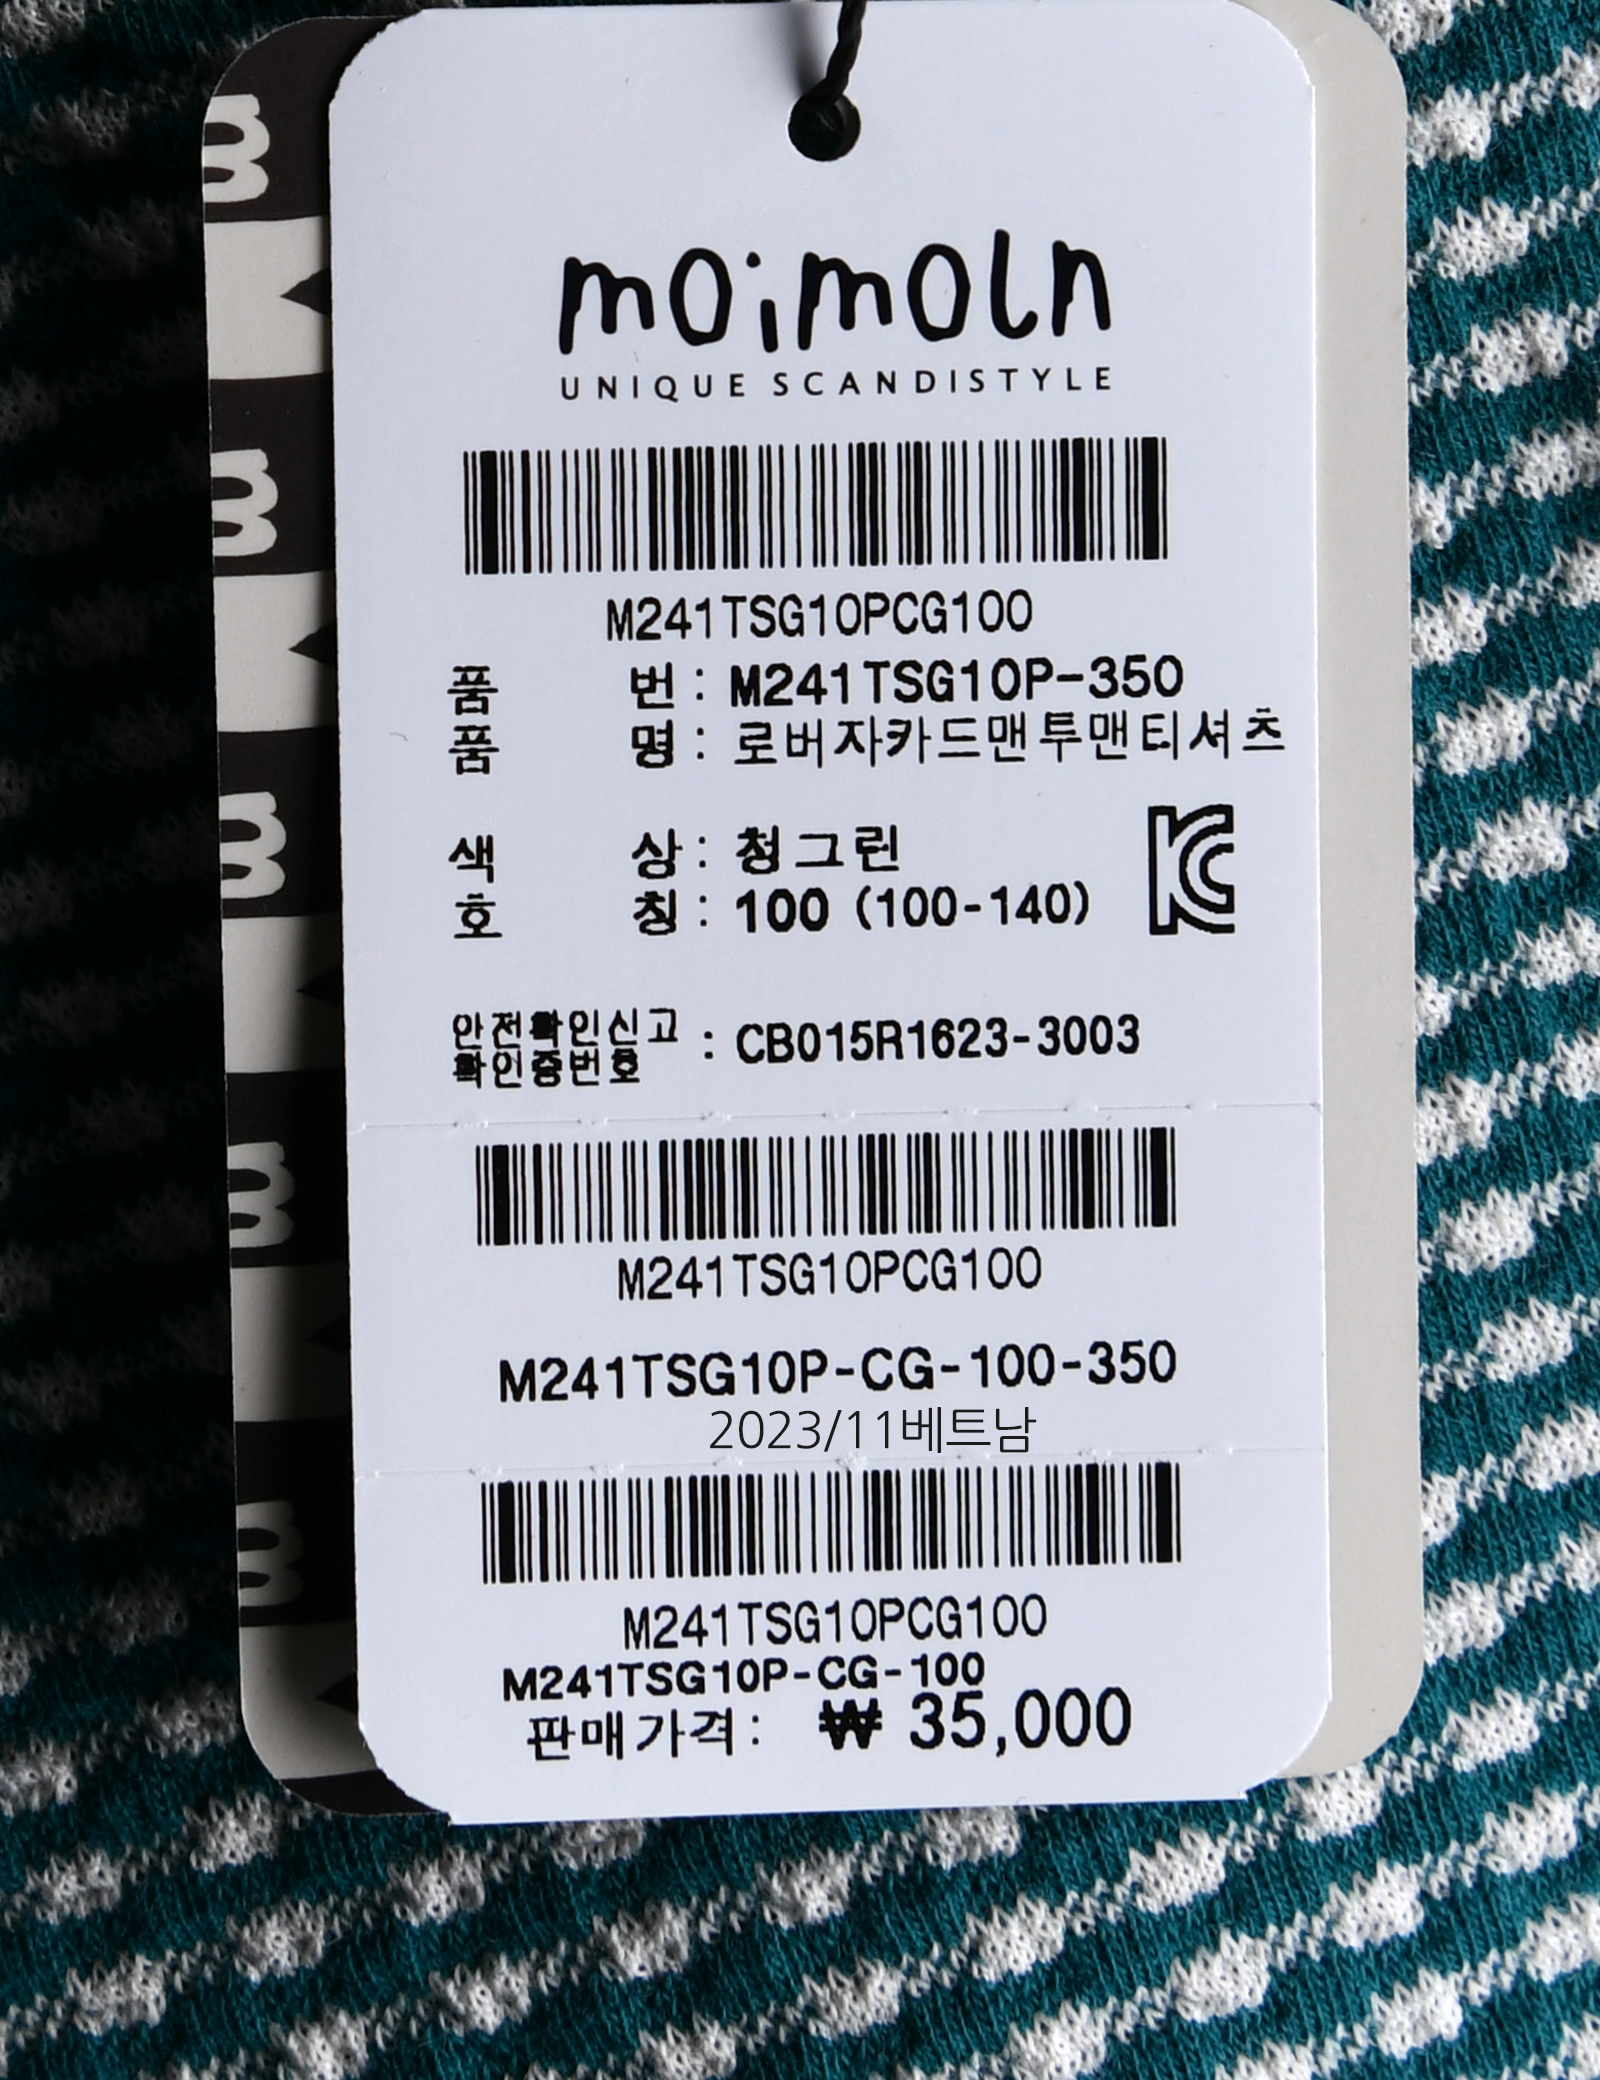 moimoln
UNIQUE SCANDISTYLE
M241TSG10PCG100
품 번 : M241TSG10P-350
품 명 : 로버자카드맨투맨티셔츠
색 상 : 청그린
호 칭 : 100 (100-140)
안전확인신고
확인증번호 : CB015R1623-3003
M241TSG10PCG100
M241TSG10P-CG-100-350
2023/11베트남
M241TSG10PCG100
M241TSG10P-CG-100
판매가격: ₩ 35,000